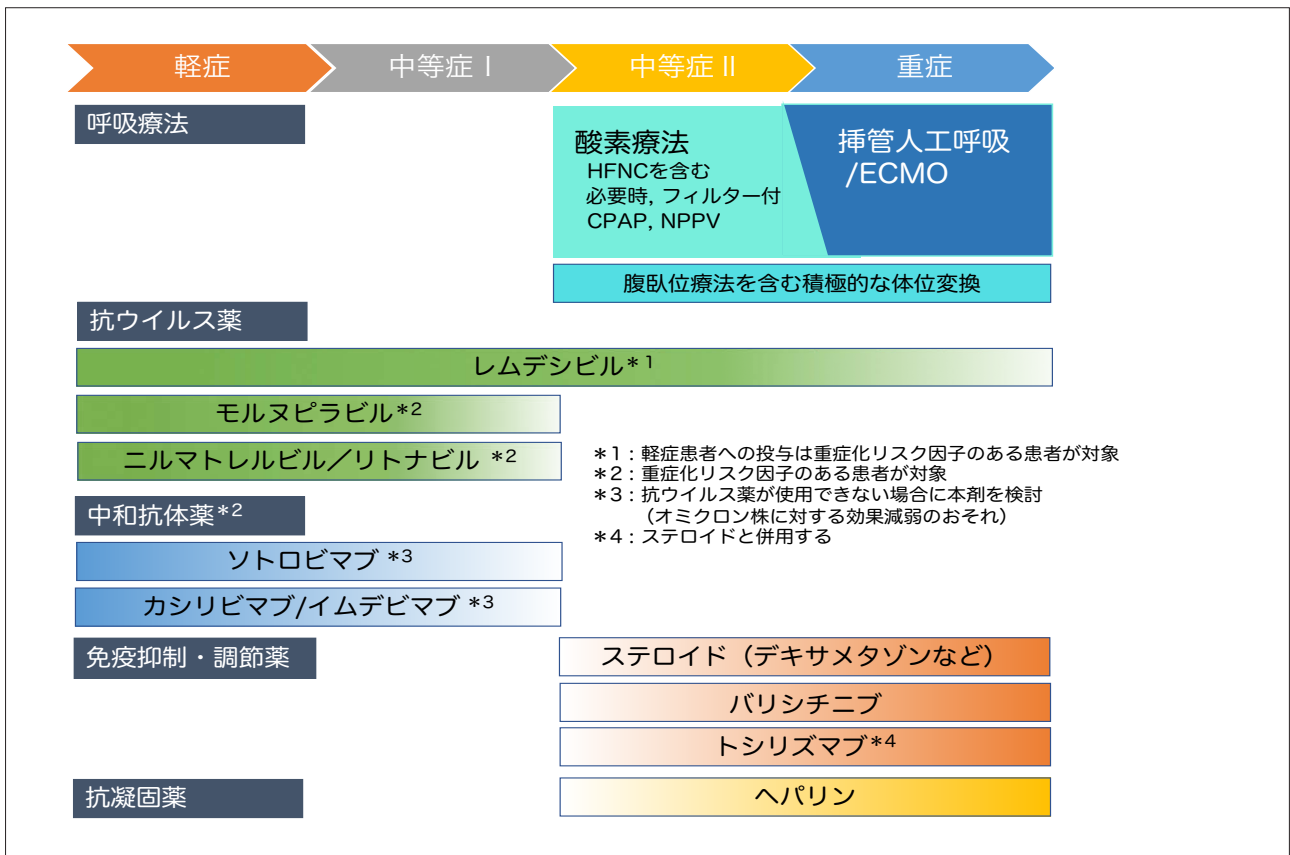 軽症
中等症Ⅰ
中等症Ⅱ
重症
呼吸療法
酸素療法
HFNCを含む
必要時, フィルター付
CPAP, NPPV
挿管人工呼吸
/ECMO
腹臥位療法を含む積極的な体位変換
抗ウイルス薬
レムデシビル*1
モルヌピラビル*2
ニルマトレルビル／リトナビル *2
*1：軽症患者への投与は重症化リスク因子のある患者が対象
*2：重症化リスク因子のある患者が対象
*3：抗ウイルス薬が使用できない場合に本剤を検討
（オミクロン株に対する効果減弱のおそれ）
*4：ステロイドと併用する
中和抗体薬*2
ソトロビマブ *3
カシリビマブ/イムデビマブ *3
免疫抑制・調節薬
ステロイド（デキサメタゾンなど）
バリシチニブ
トシリズマブ*4
抗凝固薬
ヘパリン